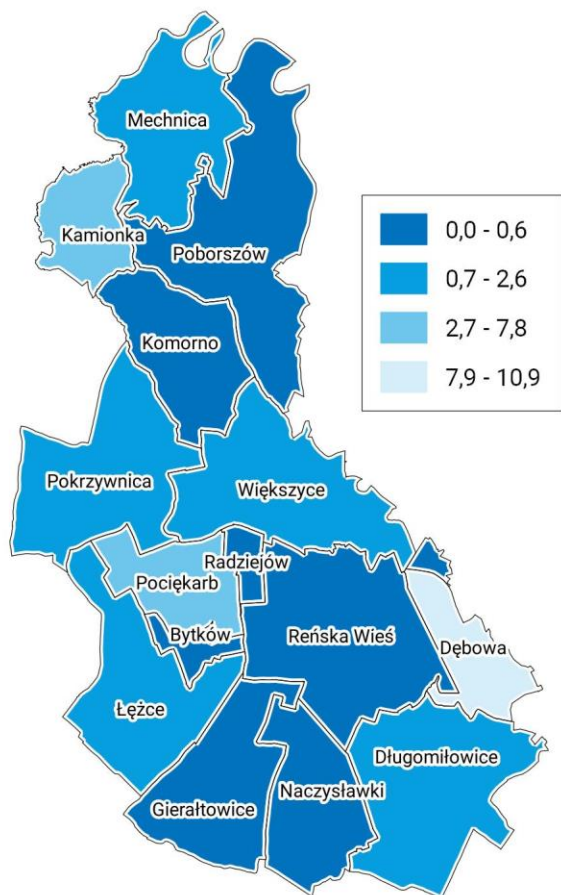 Mechnica
Kamionka
Poborszów
Komorno
0,0 - 0,6
0,7 - 2,6
2,7 - 7,8
7,9 - 10,9
Pokrzywnica
Większyce
Radziejów
Pociękarb
Bytków
Reńska Wieś
Dębowa
Łężce
Długomiłowice
Naczysławki
Gierałtowice